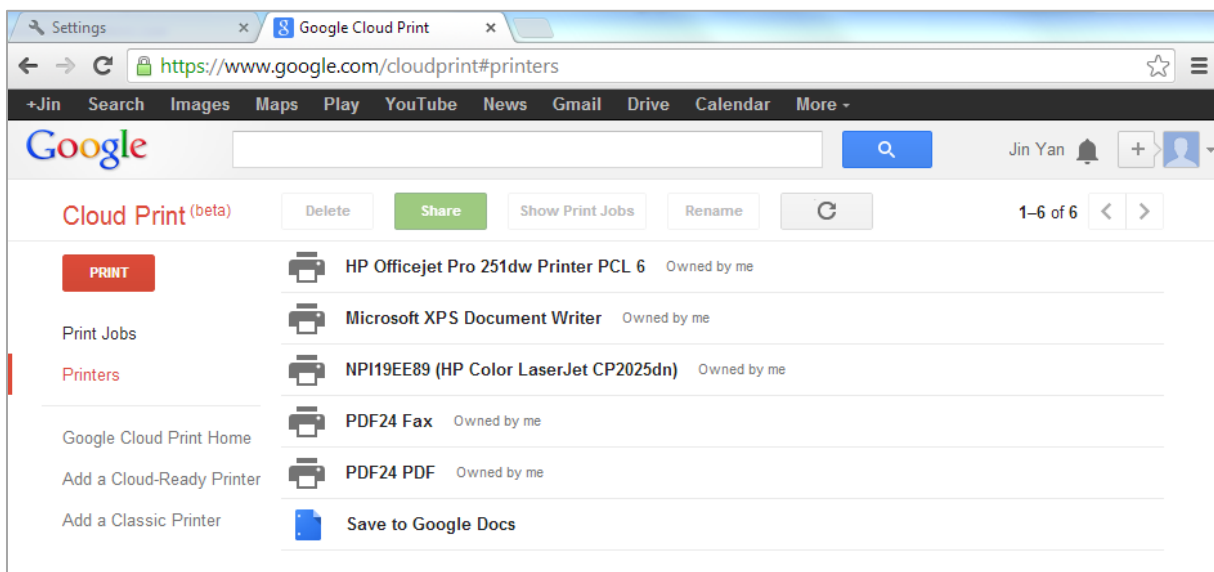 Settings × Google Cloud Print ×
https://www.google.com/cloudprint#printers
+Jin Search Images Maps Play YouTube News Gmail Drive Calendar More
Google Jin Yan +
Cloud Print (beta) Delete Share Show Print Jobs Rename 1–6 of 6
PRINT
Print Jobs
Printers
Google Cloud Print Home
Add a Cloud-Ready Printer
Add a Classic Printer
HP Officejet Pro 251dw Printer PCL 6 Owned by me
Microsoft XPS Document Writer Owned by me
NPI19EE89 (HP Color LaserJet CP2025dn) Owned by me
PDF24 Fax Owned by me
PDF24 PDF Owned by me
Save to Google Docs